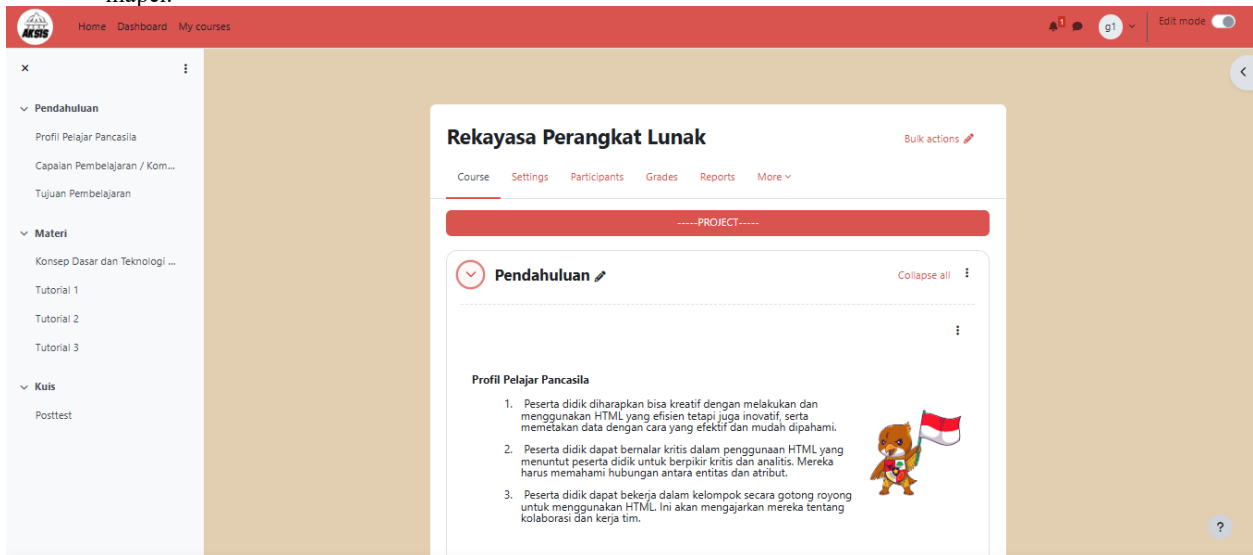 mapel.
AKSIS
Home Dashboard My courses
1
g1
Edit mode
Pendahuluan
Profil Pelajar Pancasila
Capaian Pembelajaran / Kom...
Tujuan Pembelajaran
Materi
Konsep Dasar dan Teknologi ...
Tutorial 1
Tutorial 2
Tutorial 3
Kuis
Posttest
Rekayasa Perangkat Lunak
Bulk actions
Course Settings Participants Grades Reports More
-----PROJECT-----
Pendahuluan
Collapse all
Profil Pelajar Pancasila
1. Peserta didik diharapkan bisa kreatif dengan melakukan dan
menggunakan HTML yang efisien tetapi juga inovatif, serta
memetakan data dengan cara yang efektif dan mudah dipahami.
2. Peserta didik dapat bernalar kritis dalam penggunaan HTML yang
menuntut peserta didik untuk berpikir kritis dan analitis. Mereka
harus memahami hubungan antara entitas dan atribut.
3. Peserta didik dapat bekerja dalam kelompok secara gotong royong
untuk menggunakan HTML. Ini akan mengajarkan mereka tentang
kolaborasi dan kerja tim.
?